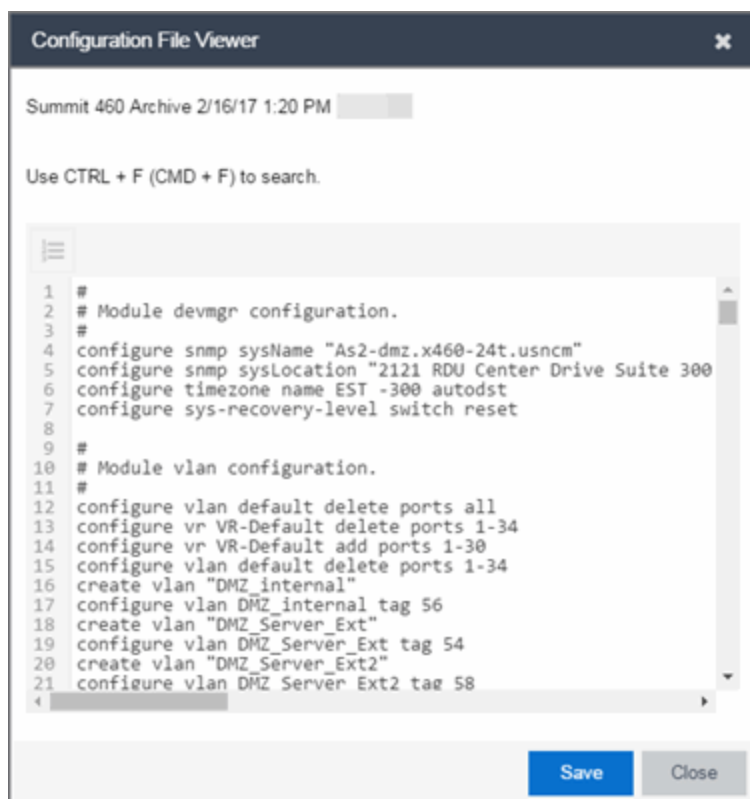 Configuration File Viewer
Summit 460 Archive 2/16/17 1:20 PM
Use CTRL + F (CMD + F) to search.
1 #
2 # Module devmgr configuration.
3 #
4 configure snmp sysName "As2-dmz.x460-24t.usncm"
5 configure snmp sysLocation "2121 RDU Center Drive Suite 300
6 configure timezone name EST -300 autodst
7 configure sys-recovery-level switch reset
8
9 #
10 # Module vlan configuration.
11 #
12 configure vlan default delete ports all
13 configure vr VR-Default delete ports 1-34
14 configure vr VR-Default add ports 1-30
15 configure vlan default delete ports 1-34
16 create vlan "DMZ_internal"
17 configure vlan DMZ_internal tag 56
18 create vlan "DMZ_Server_Ext"
19 configure vlan DMZ_Server_Ext tag 54
20 create vlan "DMZ_Server_Ext2"
21 configure vlan DMZ_Server_Ext2 tag 58
Save Close